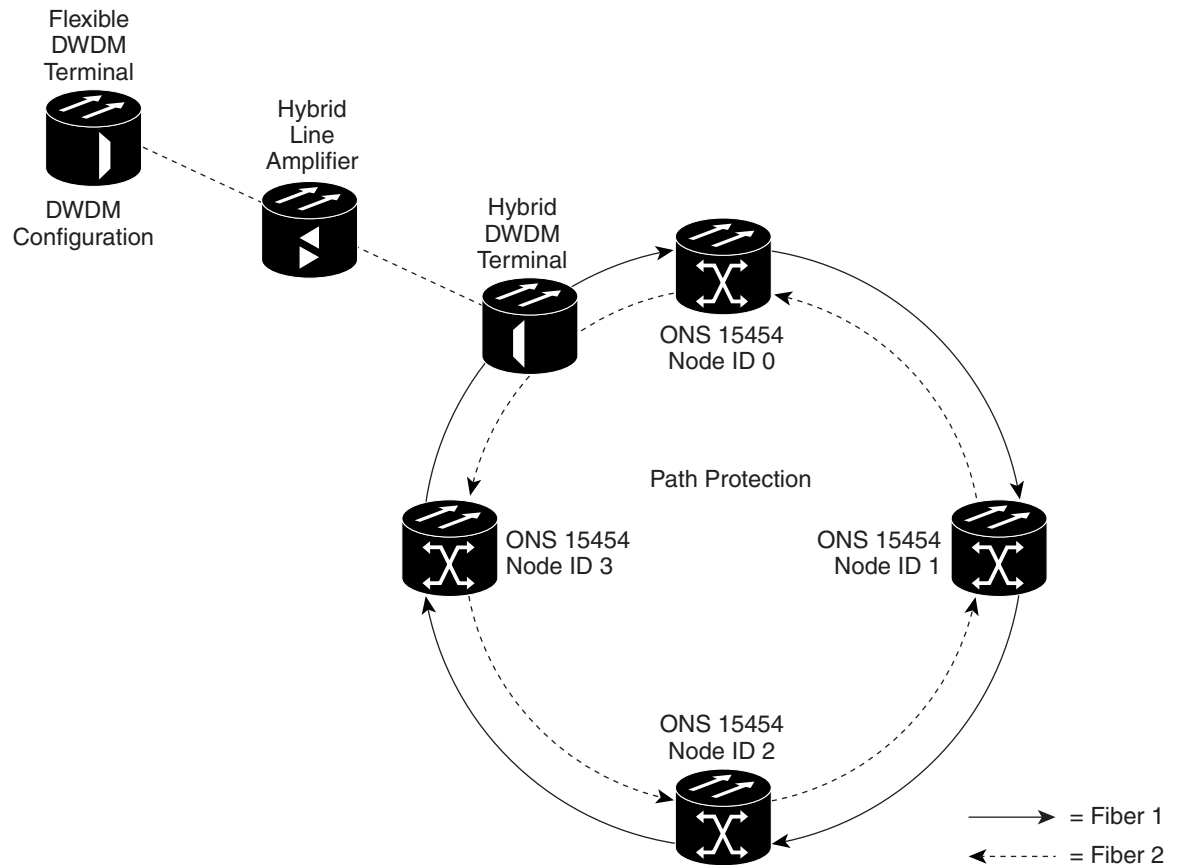 Flexible
DWDM
Terminal
DWDM
Configuration
Hybrid
Line
Amplifier
Hybrid
DWDM
Terminal
ONS 15454
Node ID 0
Path Protection
ONS 15454
Node ID 3
ONS 15454
Node ID 1
ONS 15454
Node ID 2
= Fiber 1
= Fiber 2